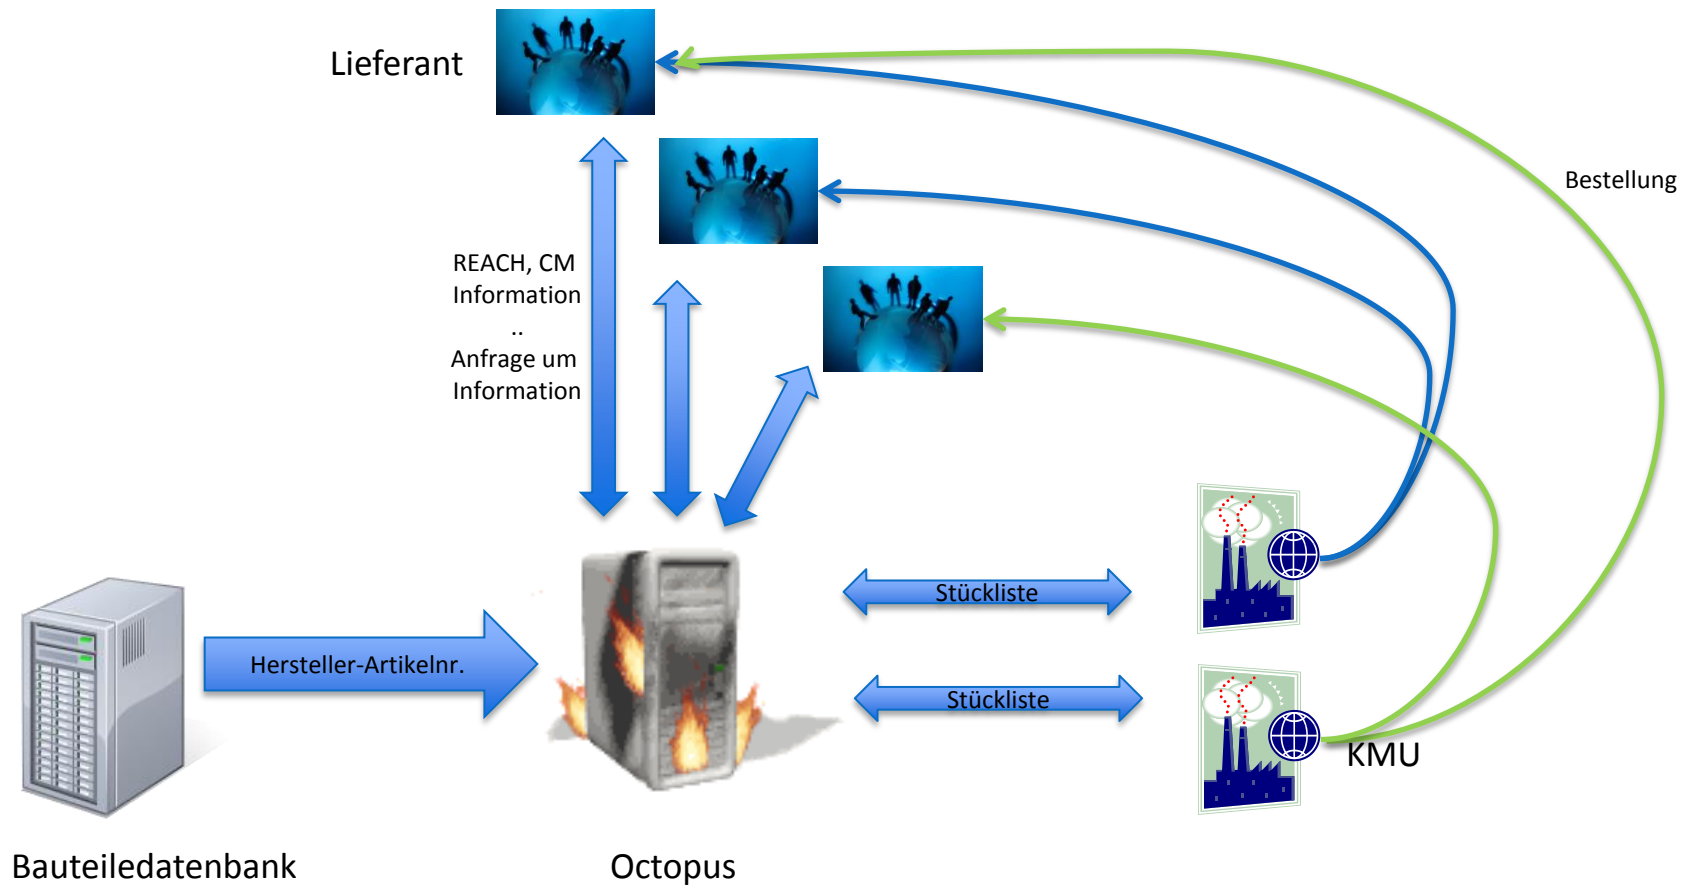 Lieferant
Bestellung
REACH, CM
Information
..
Anfrage um
Information
Stückliste
Hersteller-Artikelnr.
Stückliste
KMU
Bauteiledatenbank
Octopus